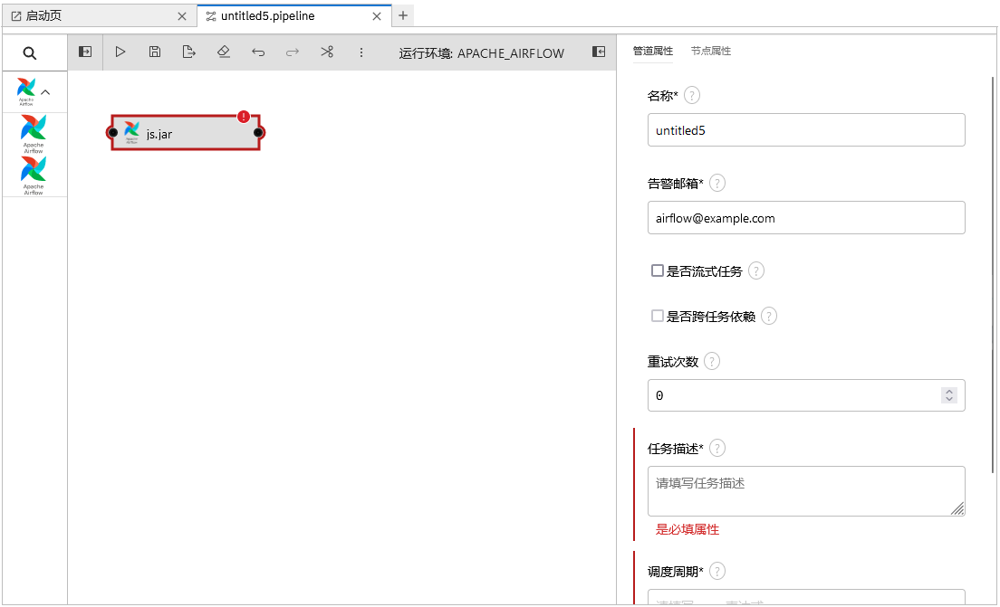 启动页
untitled5.pipeline
运行环境: APACHE_AIRFLOW
管道属性 节点属性
Apache
Airflow
Apache
Airflow
Apache
Airflow
js.jar
名称* ?
untitled5
告警邮箱* ?
airflow@example.com
是否流式任务 ?
是否跨任务依赖 ?
重试次数 ?
0
任务描述* ?
请填写任务描述
是必填属性
调度周期* ?